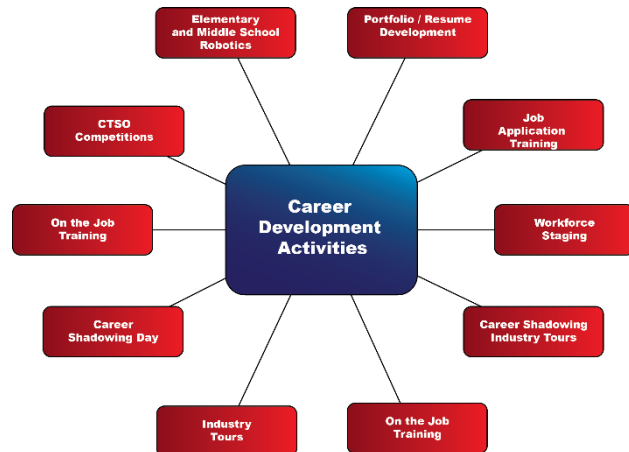 Elementary
and Middle School
Robotics
Portfolio / Resume
Development
CTSO
Competitions
Job
Application
Training
Career
Development
Activities
On the Job
Training
Workforce
Staging
Career
Shadowing Day
Career Shadowing
Industry Tours
Industry
Tours
On the Job
Training